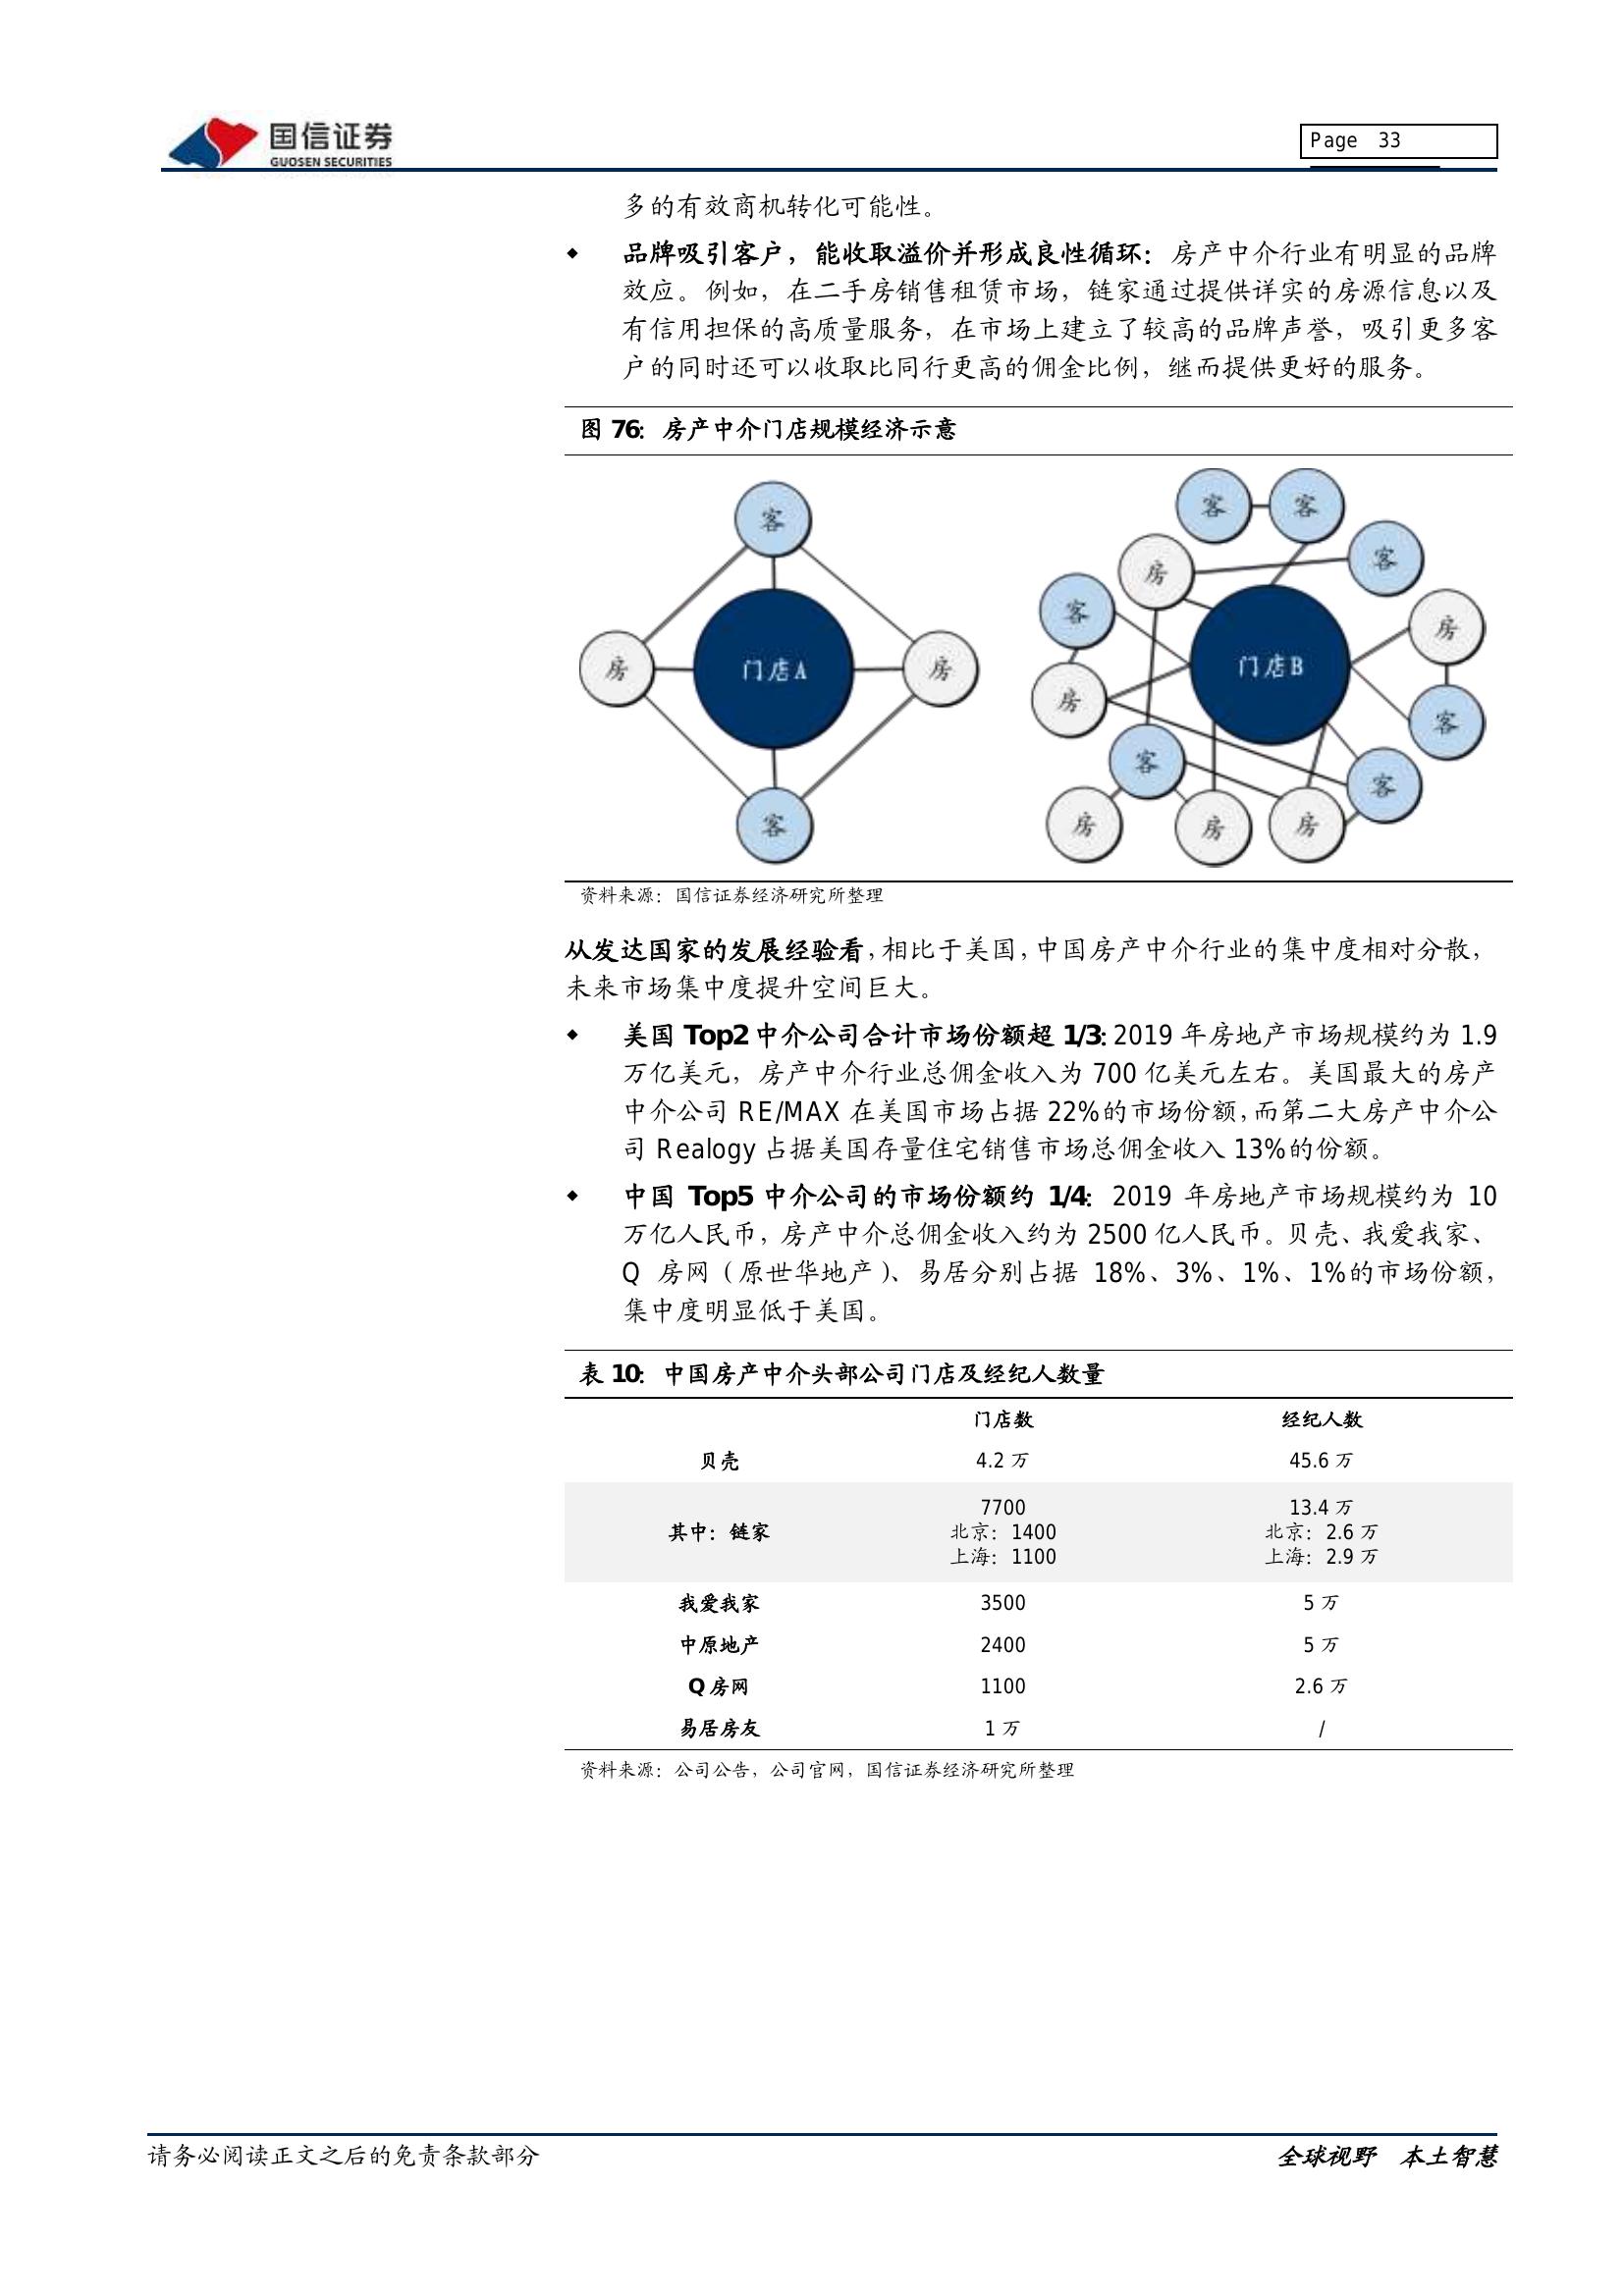 国信证券
GUOSEN SECURITIES
Page 33
多的有效商机转化可能性。
◆ 品牌吸引客户，能收取溢价并形成良性循环：房产中介行业有明显的品牌
效应。例如，在二手房销售租赁市场，链家通过提供详实的房源信息以及
有信用担保的高质量服务，在市场上建立了较高的品牌声誉，吸引更多客
户的同时还可以收取比同行更高的佣金比例，继而提供更好的服务。
图 76：房产中介门店规模经济示意
客
房
门店A
房
客
客
客
客
房
客
房
门店B
房
客
客
客
房
房
房
资料来源：国信证券经济研究所整理
从发达国家的发展经验看，相比于美国，中国房产中介行业的集中度相对分散，
未来市场集中度提升空间巨大。
◆ 美国 Top2 中介公司合计市场份额超 1/3：2019 年房地产市场规模约为 1.9
万亿美元，房产中介行业总佣金收入为 700 亿美元左右。美国最大的房产
中介公司 RE/MAX 在美国市场占据 22%的市场份额，而第二大房产中介公
司 Realogy 占据美国存量住宅销售市场总佣金收入 13%的份额。
◆ 中国 Top5 中介公司的市场份额约 1/4：2019 年房地产市场规模约为 10
万亿人民币，房产中介总佣金收入约为 2500 亿人民币。贝壳、我爱我家、
Q 房网（原世华地产）、易居分别占据 18%、3%、1%、1%的市场份额，
集中度明显低于美国。
表 10：中国房产中介头部公司门店及经纪人数量
门店数 经纪人数
贝壳 4.2 万 45.6 万
7700 13.4 万
其中：链家 北京：1400 北京：2.6 万
上海：1100 上海：2.9 万
我爱我家 3500 5 万
中原地产 2400 5 万
Q 房网 1100 2.6 万
易居房友 1 万 /
资料来源：公司公告，公司官网，国信证券经济研究所整理
请务必阅读正文之后的免责条款部分
全球视野 本土智慧